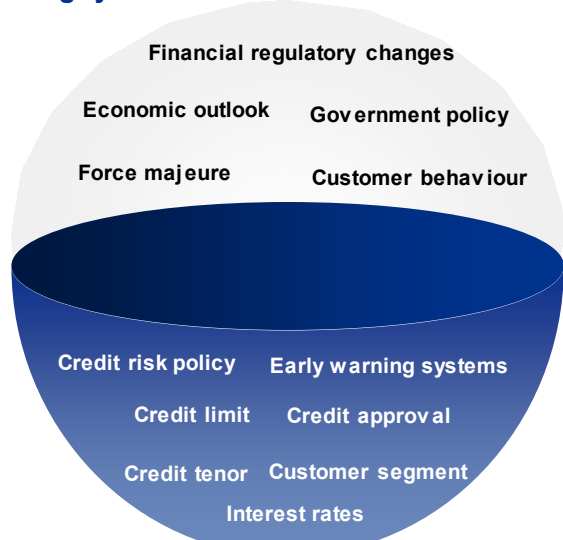 Financial regulatory changes
Economic outlook
Government policy
Force majeure
Customer behaviour
Credit risk policy
Early warning systems
Credit limit
Credit approval
Credit tenor
Customer segment
Interest rates